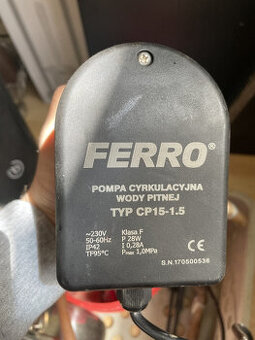 FERRO®
POMPA CYRKULACYJNA
WODY PITNEJ
TYP CP15-1.5
~230V Klasa F
50-60Hz P 28W
IP42 I 0,28A
TF95°C Pmax 1,0MPa
CE
S.N.170500536